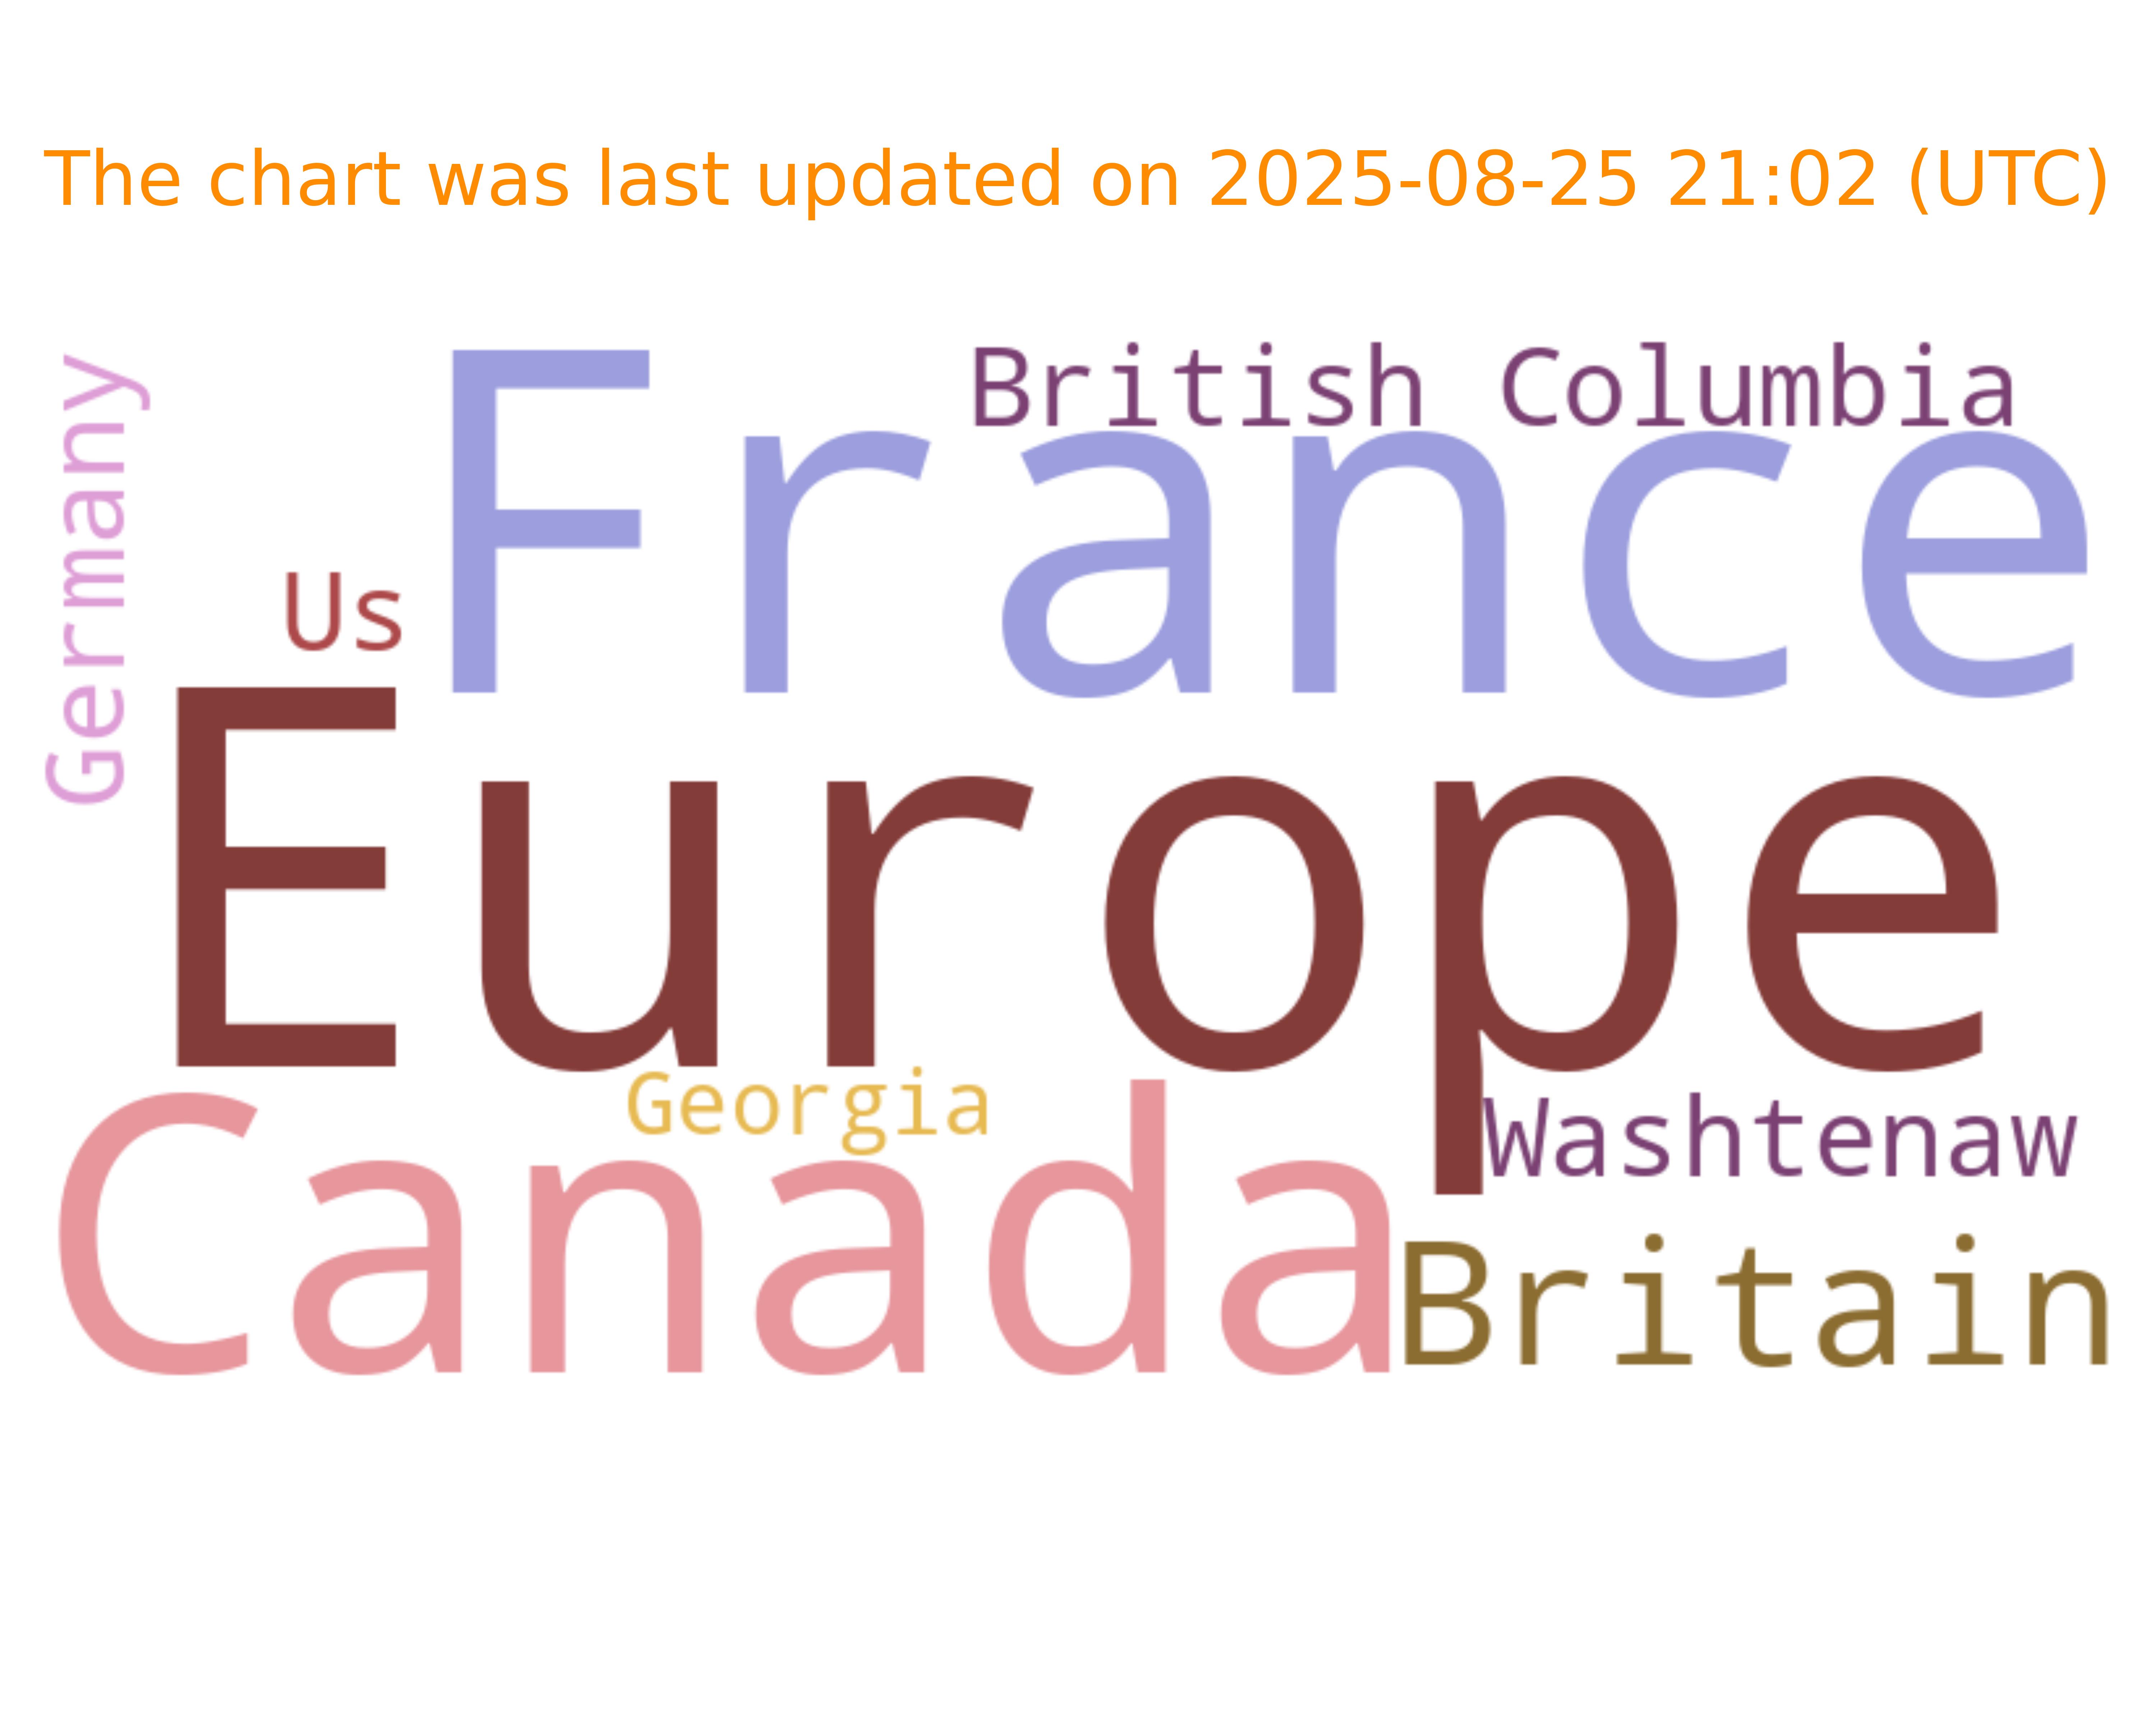 The chart was last updated on 2025-08-25 21:02 (UTC)
British Columbia
Germany
France
Us
Europe
Georgia
Washtenaw
Canada
Britain